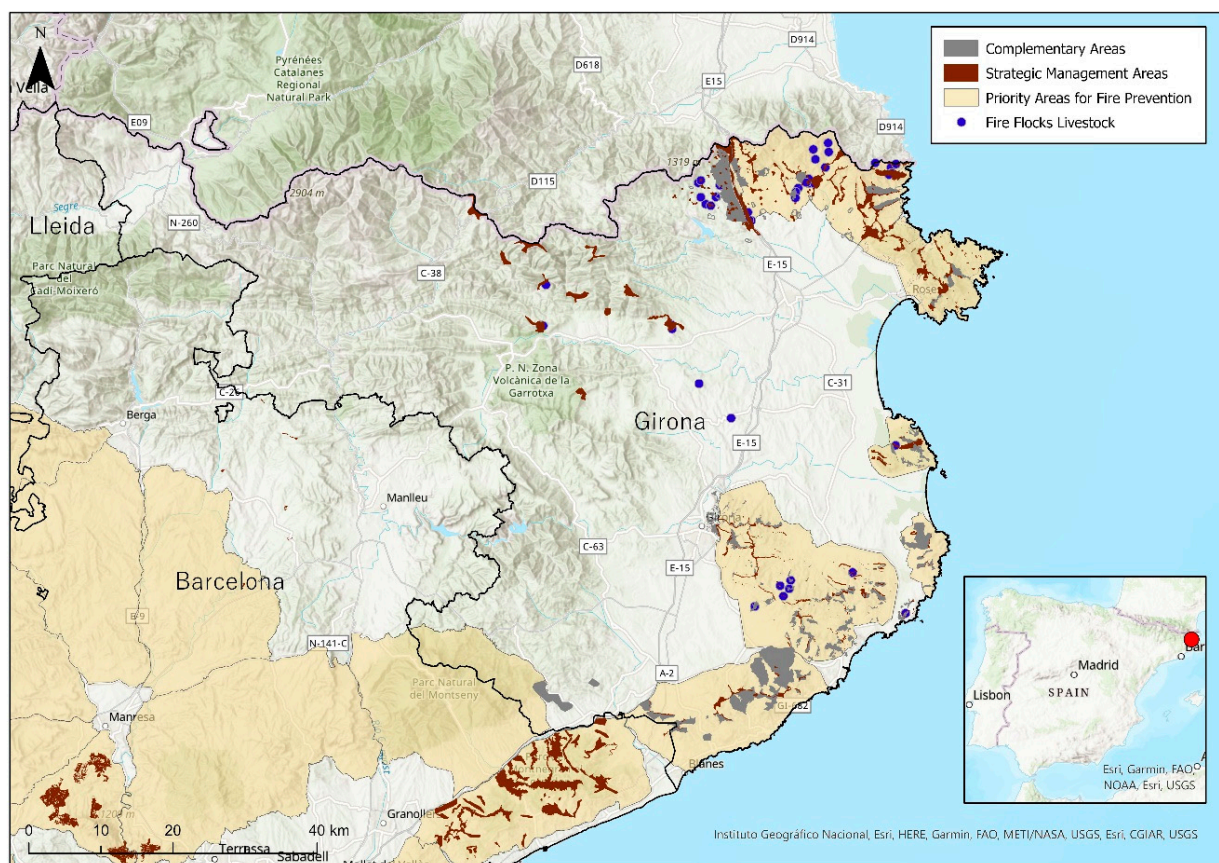 N
Vella
E09
Pyrénées
Catalanes
Regional
Natural Park
D618
D914
E15
D914
Complementary Areas
Strategic Management Areas
Priority Areas for Fire Prevention
Fire Flocks Livestock
1319 m
D115
2904 m
Segre
N-260
Lleida
Parc Natural
del
Cadí-Moixeró
C-38
E-15
Roses
P. N. Zona
Volcànica de la
Garrotxa
C-31
Girona
E-15
Berga
Manlleu
Girona
C-63
E-15
Barcelona
N-141-C
A-2
Parc Natural
del Montseny
GI-682
Manresa
Blanes
Granollers
0 10 20 40 km
Terrassa
Sabadell
Lisbon
Madrid
SPAIN
Esri, Garmin, FAO,
NOAA, Esri, USGS
Instituto Geográfico Nacional, Esri, HERE, Garmin, FAO, METI/NASA, USGS, Esri, CGIAR, USGS